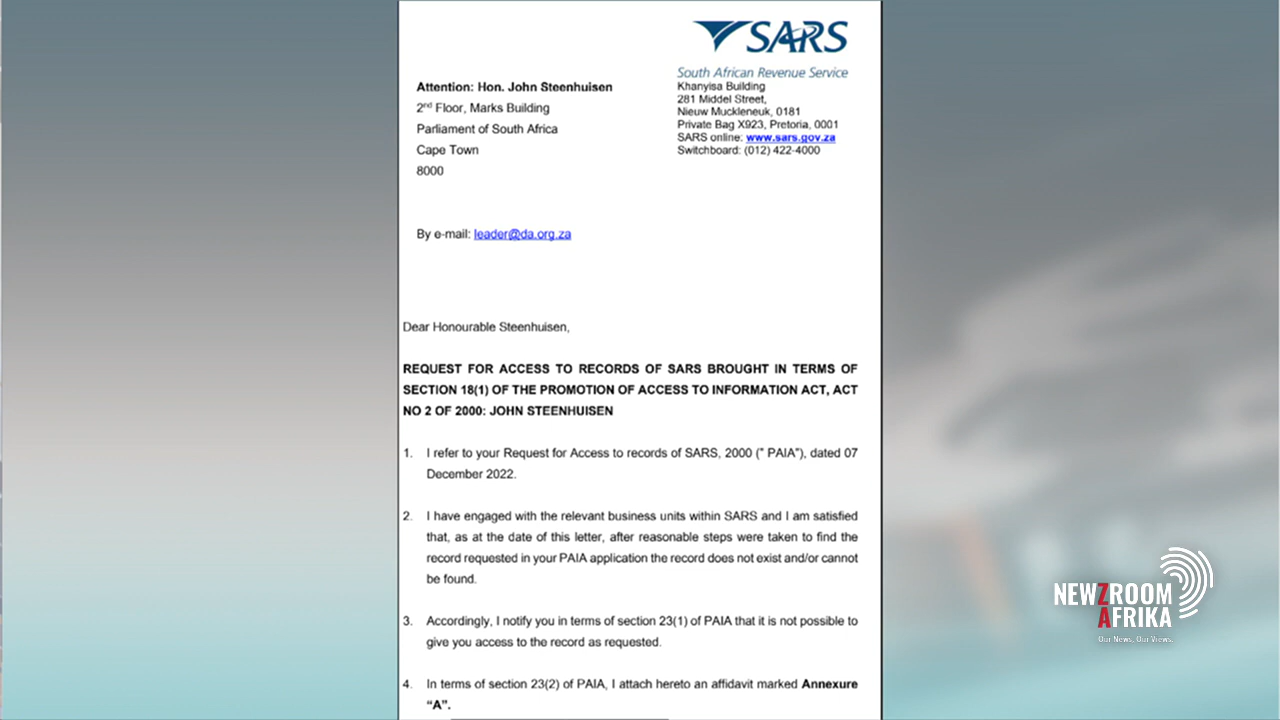 SARS
South African Revenue Service
Attention: Hon. John Steenhuisen
2nd Floor, Marks Building
Parliament of South Africa
Cape Town
8000
Khanyisa Building
281 Middel Street,
Nieuw Muckleneuk, 0181
Private Bag X923, Pretoria, 0001
SARS online: www.sars.gov.za
Switchboard: (012) 422-4000
By e-mail: leader@da.org.za
Dear Honourable Steenhuisen,
REQUEST FOR ACCESS TO RECORDS OF SARS BROUGHT IN TERMS OF
SECTION 18(1) OF THE PROMOTION OF ACCESS TO INFORMATION ACT, ACT
NO 2 OF 2000: JOHN STEENHUISEN
1. I refer to your Request for Access to records of SARS, 2000 (" PAIA"), dated 07
December 2022.
2. I have engaged with the relevant business units within SARS and I am satisfied
that, as at the date of this letter, after reasonable steps were taken to find the
record requested in your PAIA application the record does not exist and/or cannot
be found.
3. Accordingly, I notify you in terms of section 23(1) of PAIA that it is not possible to
give you access to the record as requested.
4. In terms of section 23(2) of PAIA, I attach hereto an affidavit marked Annexure
“A”.
NEWZROOM
AFRIKA
Our News, Our Views.